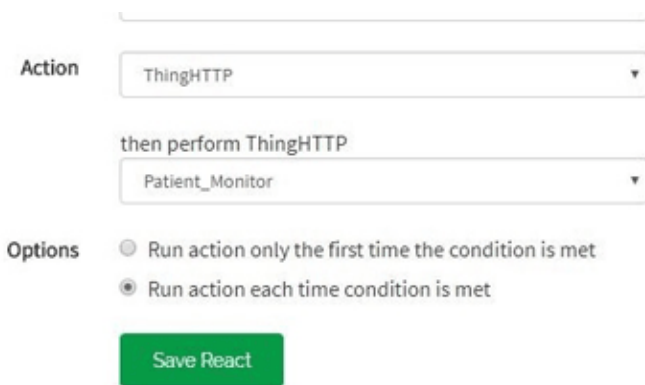 Action
ThingHTTP
then perform ThingHTTP
Patient_Monitor
Options
Run action only the first time the condition is met
Run action each time condition is met
Save React